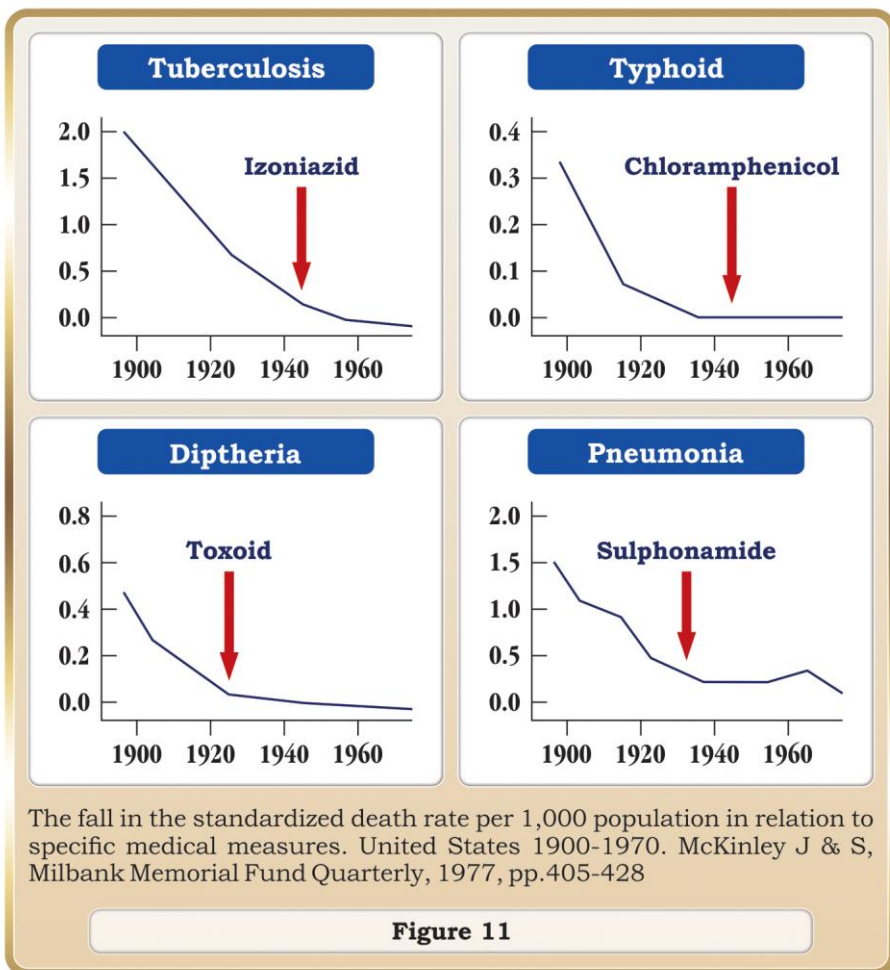 Tuberculosis
2.0
1.5
1.0
0.5
0.0
Izoniazid
1900 1920 1940 1960
Typhoid
0.4
0.3
0.2
0.1
0.0
Chloramphenicol
1900 1920 1940 1960
Diptheria
0.8
0.6
0.4
0.2
0.0
Toxoid
1900 1920 1940 1960
Pneumonia
2.0
1.5
1.0
0.5
0.0
Sulphonamide
1900 1920 1940 1960
The fall in the standardized death rate per 1,000 population in relation to
specific medical measures. United States 1900-1970. McKinley J & S,
Milbank Memorial Fund Quarterly, 1977, pp.405-428
Figure 11